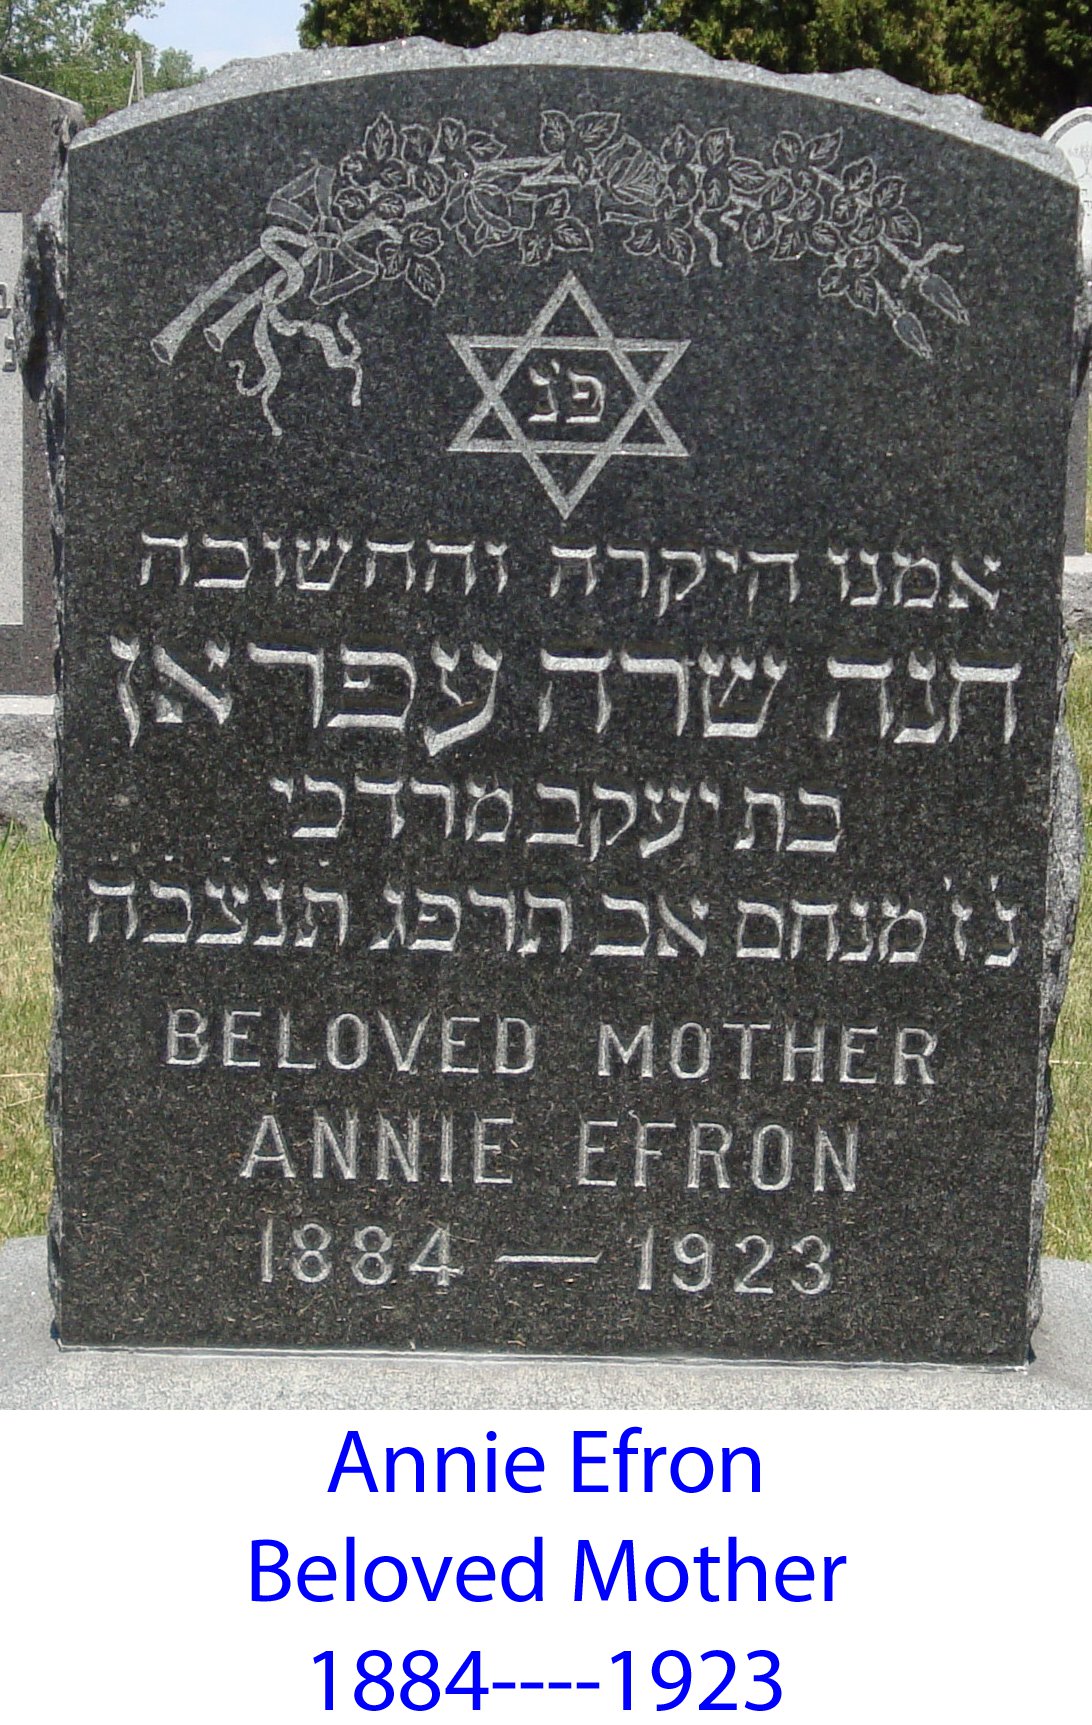 פ'נ'
אמנו היקרה והחשובה
חנה שרה עפראן
בת יעקב מרדכי
נ'ז' מנחם אב תרפג ת'נ'צ'ב'ה'
BELOVED MOTHER
ANNIE EFRON
1884 — 1923
Annie Efron
Beloved Mother
1884----1923